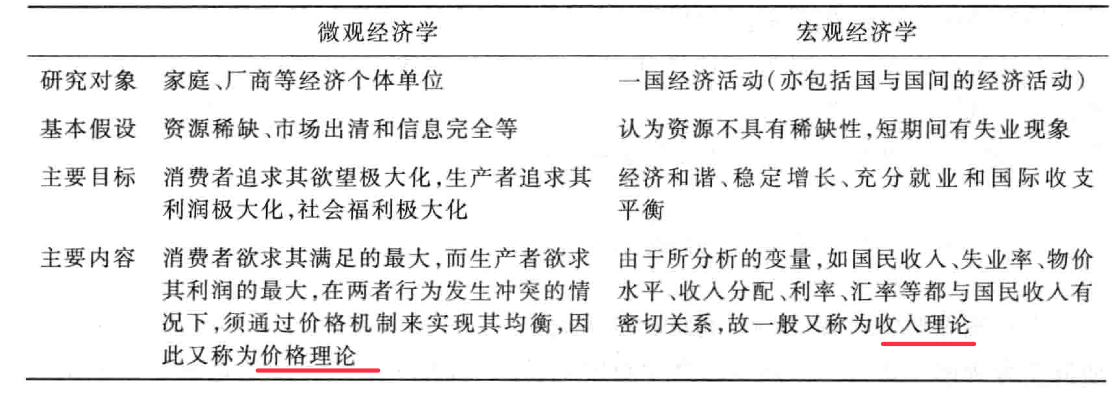 微观经济学 宏观经济学
研究对象 家庭、厂商等经济个体单位 一国经济活动(亦包括国与国间的经济活动)
基本假设 资源稀缺、市场出清和信息完全等 认为资源不具有稀缺性,短期间有失业现象
主要目标 消费者追求其欲望极大化,生产者追求其 经济和谐、稳定增长、充分就业和国际收支
利润极大化,社会福利极大化 平衡
主要内容 消费者欲求其满足的最大,而生产者欲求 由于所分析的变量,如国民收入、失业率、物价
其利润的最大,在两者行为发生冲突的情 水平、收入分配、利率、汇率等都与国民收入有
况下,须通过价格机制来实现其均衡,因 密切关系,故一般又称为收入理论
此又称为价格理论